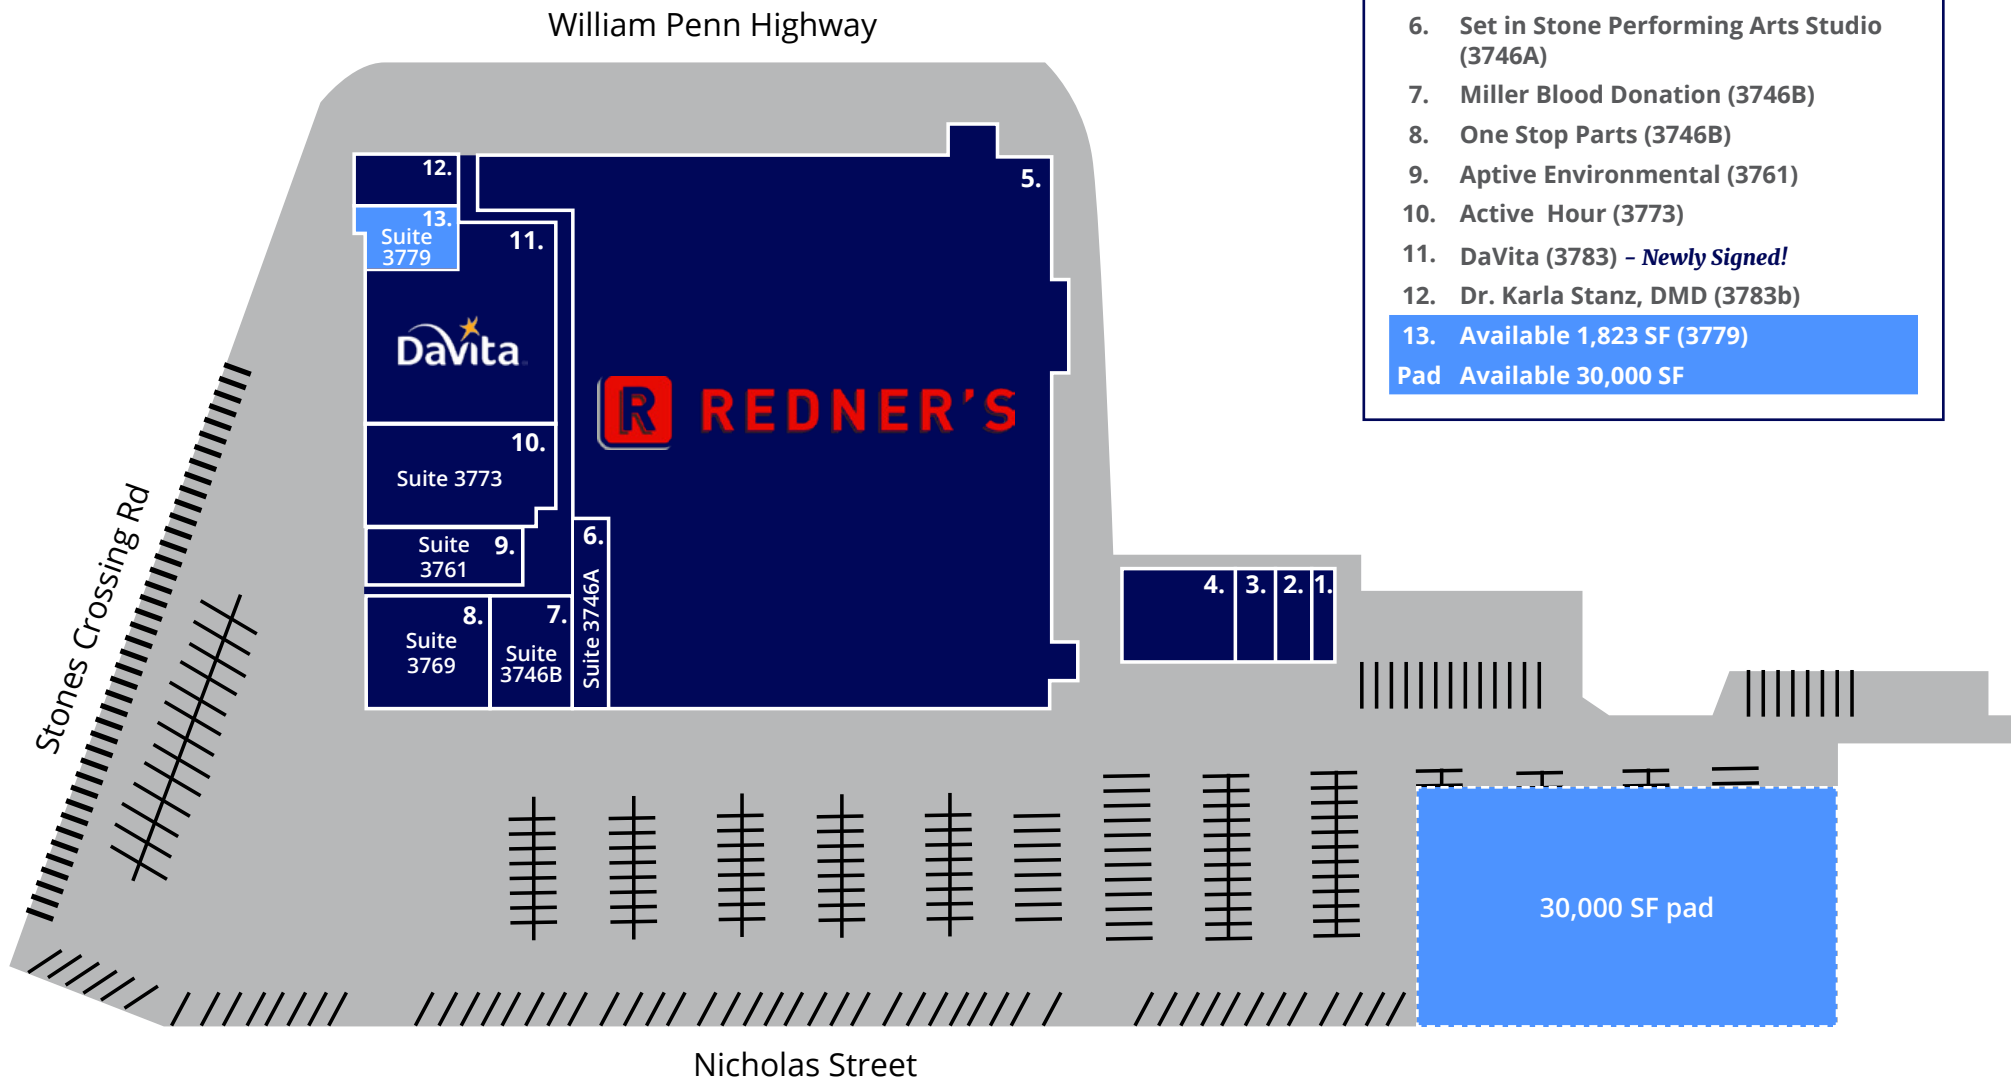 William Penn Highway
6. Set in Stone Performing Arts Studio
(3746A)
7. Miller Blood Donation (3746B)
8. One Stop Parts (3746B)
9. Aptive Environmental (3761)
10. Active Hour (3773)
11. DaVita (3783) – Newly Signed!
12. Dr. Karla Stanz, DMD (3783b)
13. Available 1,823 SF (3779)
Pad Available 30,000 SF
12.
5.
13.
Suite
3779
11.
DaVita
R REDNER'S
10.
Suite 3773
9.
Suite
3761
6.
Suite 3746A
8.
Suite
3769
7.
Suite
3746B
4. 3. 2. 1.
Stones Crossing Rd
30,000 SF pad
Nicholas Street